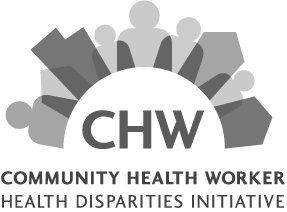 CHW
COMMUNITY HEALTH WORKER
HEALTH DISPARITIES INITIATIVE